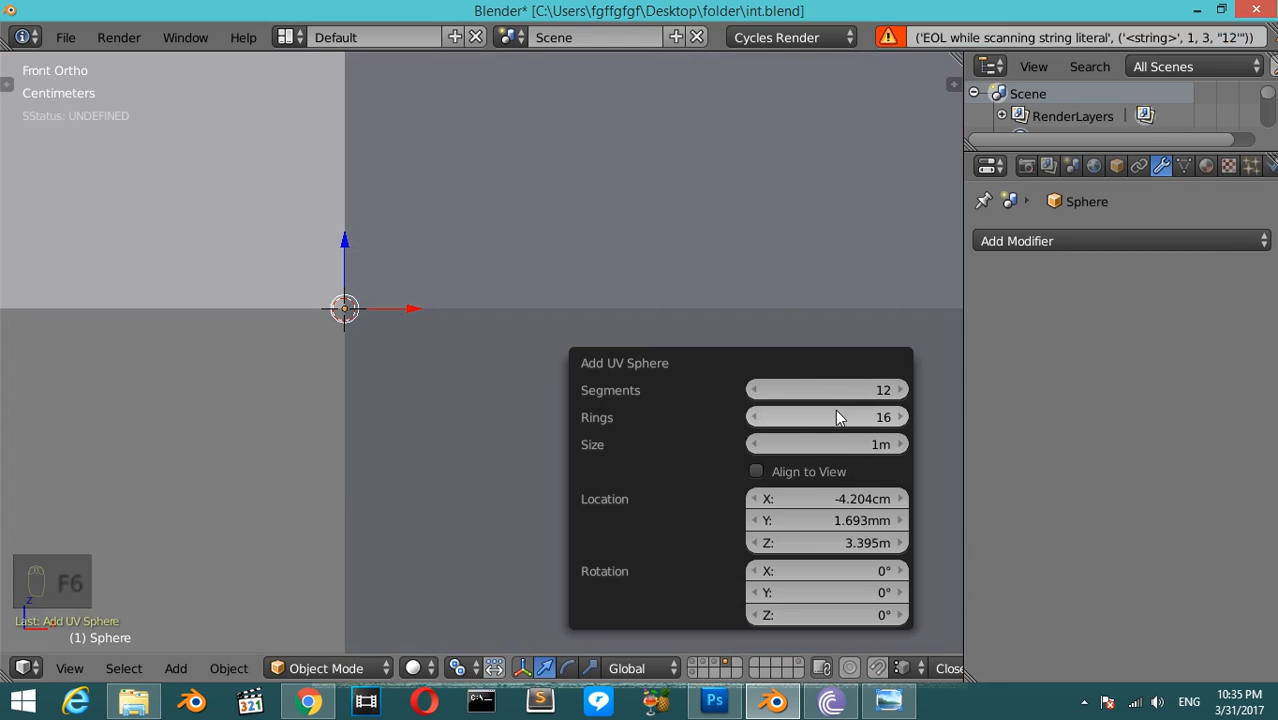 Blender* [C:\Users\fgffgfgf\Desktop\folder\int.blend]
File Render Window Help Default Scene Cycles Render ('EOL while scanning string literal', ('<string>', 1, 3, "12'"))
Front Ortho
Centimeters
SStatus: UNDEFINED
View Search All Scenes
Scene
RenderLayers
Sphere
Add Modifier
Add UV Sphere
Segments 12
Rings 16
Size 1m
Align to View
Location X: -4.204cm
Y: 1.693mm
Z: 3.395m
Rotation X: 0°
Y: 0°
Z: 0°
F6
z
Last: Add UV Sphere
(1) Sphere
View Select Add Object Object Mode Global Close
321
ENG
10:35 PM
3/31/2017
Ps